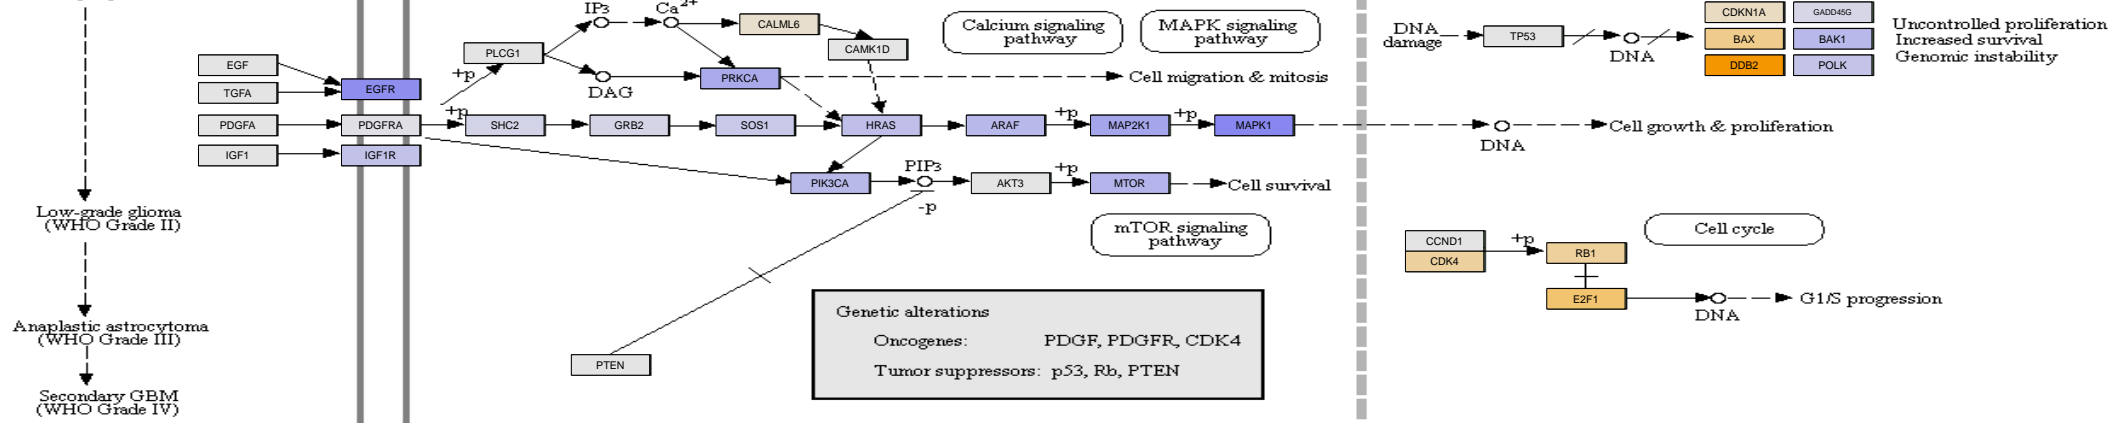 IP3
Ca2+
CALML6
Calcium signaling
pathway
MAPK signaling
pathway
DNA
damage
TP53
DNA
CDKN1A
GADD45G
BAX
BAK1
DDB2
POLK
Uncontrolled proliferation
Increased survival
Genomic instability
PLCG1
CAMK1D
EGF
TGFA
EGFR
+p
DAG
PRKCA
Cell migration & mitosis
PDGFA
PDGFRA
+p
SHC2
GRB2
SOS1
HRAS
ARAF
+p
MAP2K1
+p
MAPK1
DNA
Cell growth & proliferation
IGF1
IGF1R
PIK3CA
PIP3
-p
AKT3
+p
MTOR
Cell survival
Low-grade glioma
(WHO Grade II)
mTOR signaling
pathway
Cell cycle
CCND1
CDK4
+p
RB1
E2F1
DNA
G1/S progression
Anaplastic astrocytoma
(WHO Grade III)
PTEN
Genetic alterations
Oncogenes: PDGF, PDGFR, CDK4
Tumor suppressors: p53, Rb, PTEN
Secondary GBM
(WHO Grade IV)